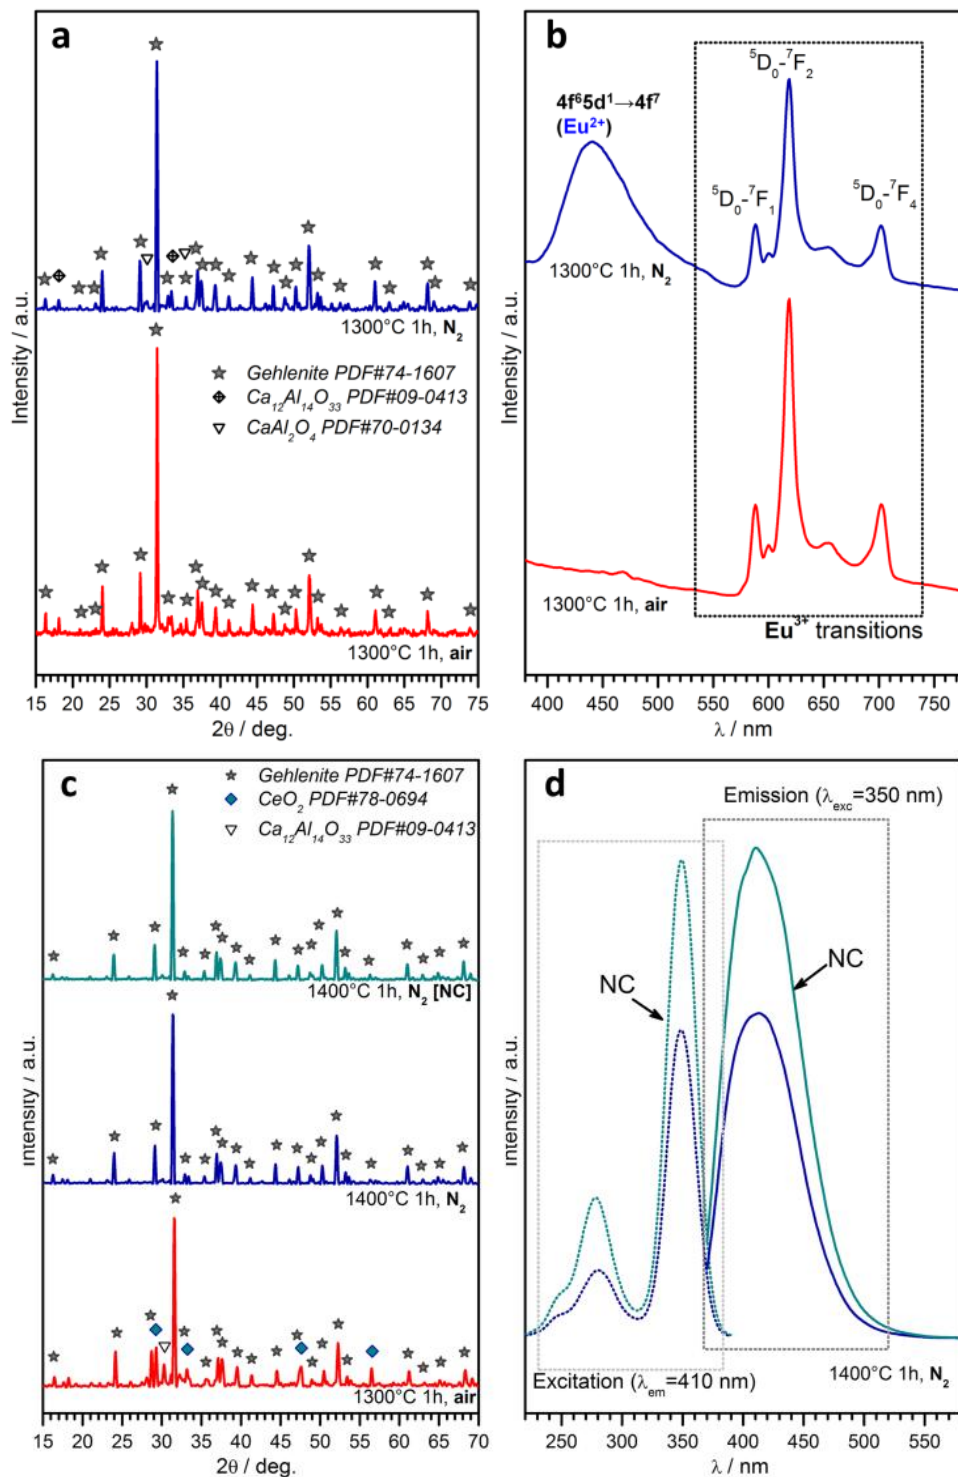 a
Intensity / a.u.
1300°C 1h, N₂
Gehlenite PDF#74-1607
Ca₁₂Al₁₄O₃₃ PDF#09-0413
CaAl₂O₄ PDF#70-0134
1300°C 1h, air
15 20 25 30 35 40 45 50 55 60 65 70 75
2θ / deg.
b
Intensity / a.u.
⁵D₀-⁷F₂
4f⁶5d¹→4f⁷
(Eu²⁺)
⁵D₀-⁷F₁
⁵D₀-⁷F₄
1300°C 1h, N₂
1300°C 1h, air
Eu³⁺ transitions
400 450 500 550 600 650 700 750
λ / nm
c
Intensity / a.u.
Gehlenite PDF#74-1607
CeO₂ PDF#78-0694
Ca₁₂Al₁₄O₃₃ PDF#09-0413
1400°C 1h, N₂ [NC]
1400°C 1h, N₂
1300°C 1h, air
15 20 25 30 35 40 45 50 55 60 65 70
2θ / deg.
d
Intensity / a.u.
Emission (λexc=350 nm)
NC
NC
Excitation (λem=410 nm)
1400°C 1h, N₂
250 300 350 400 450 500 550
λ / nm